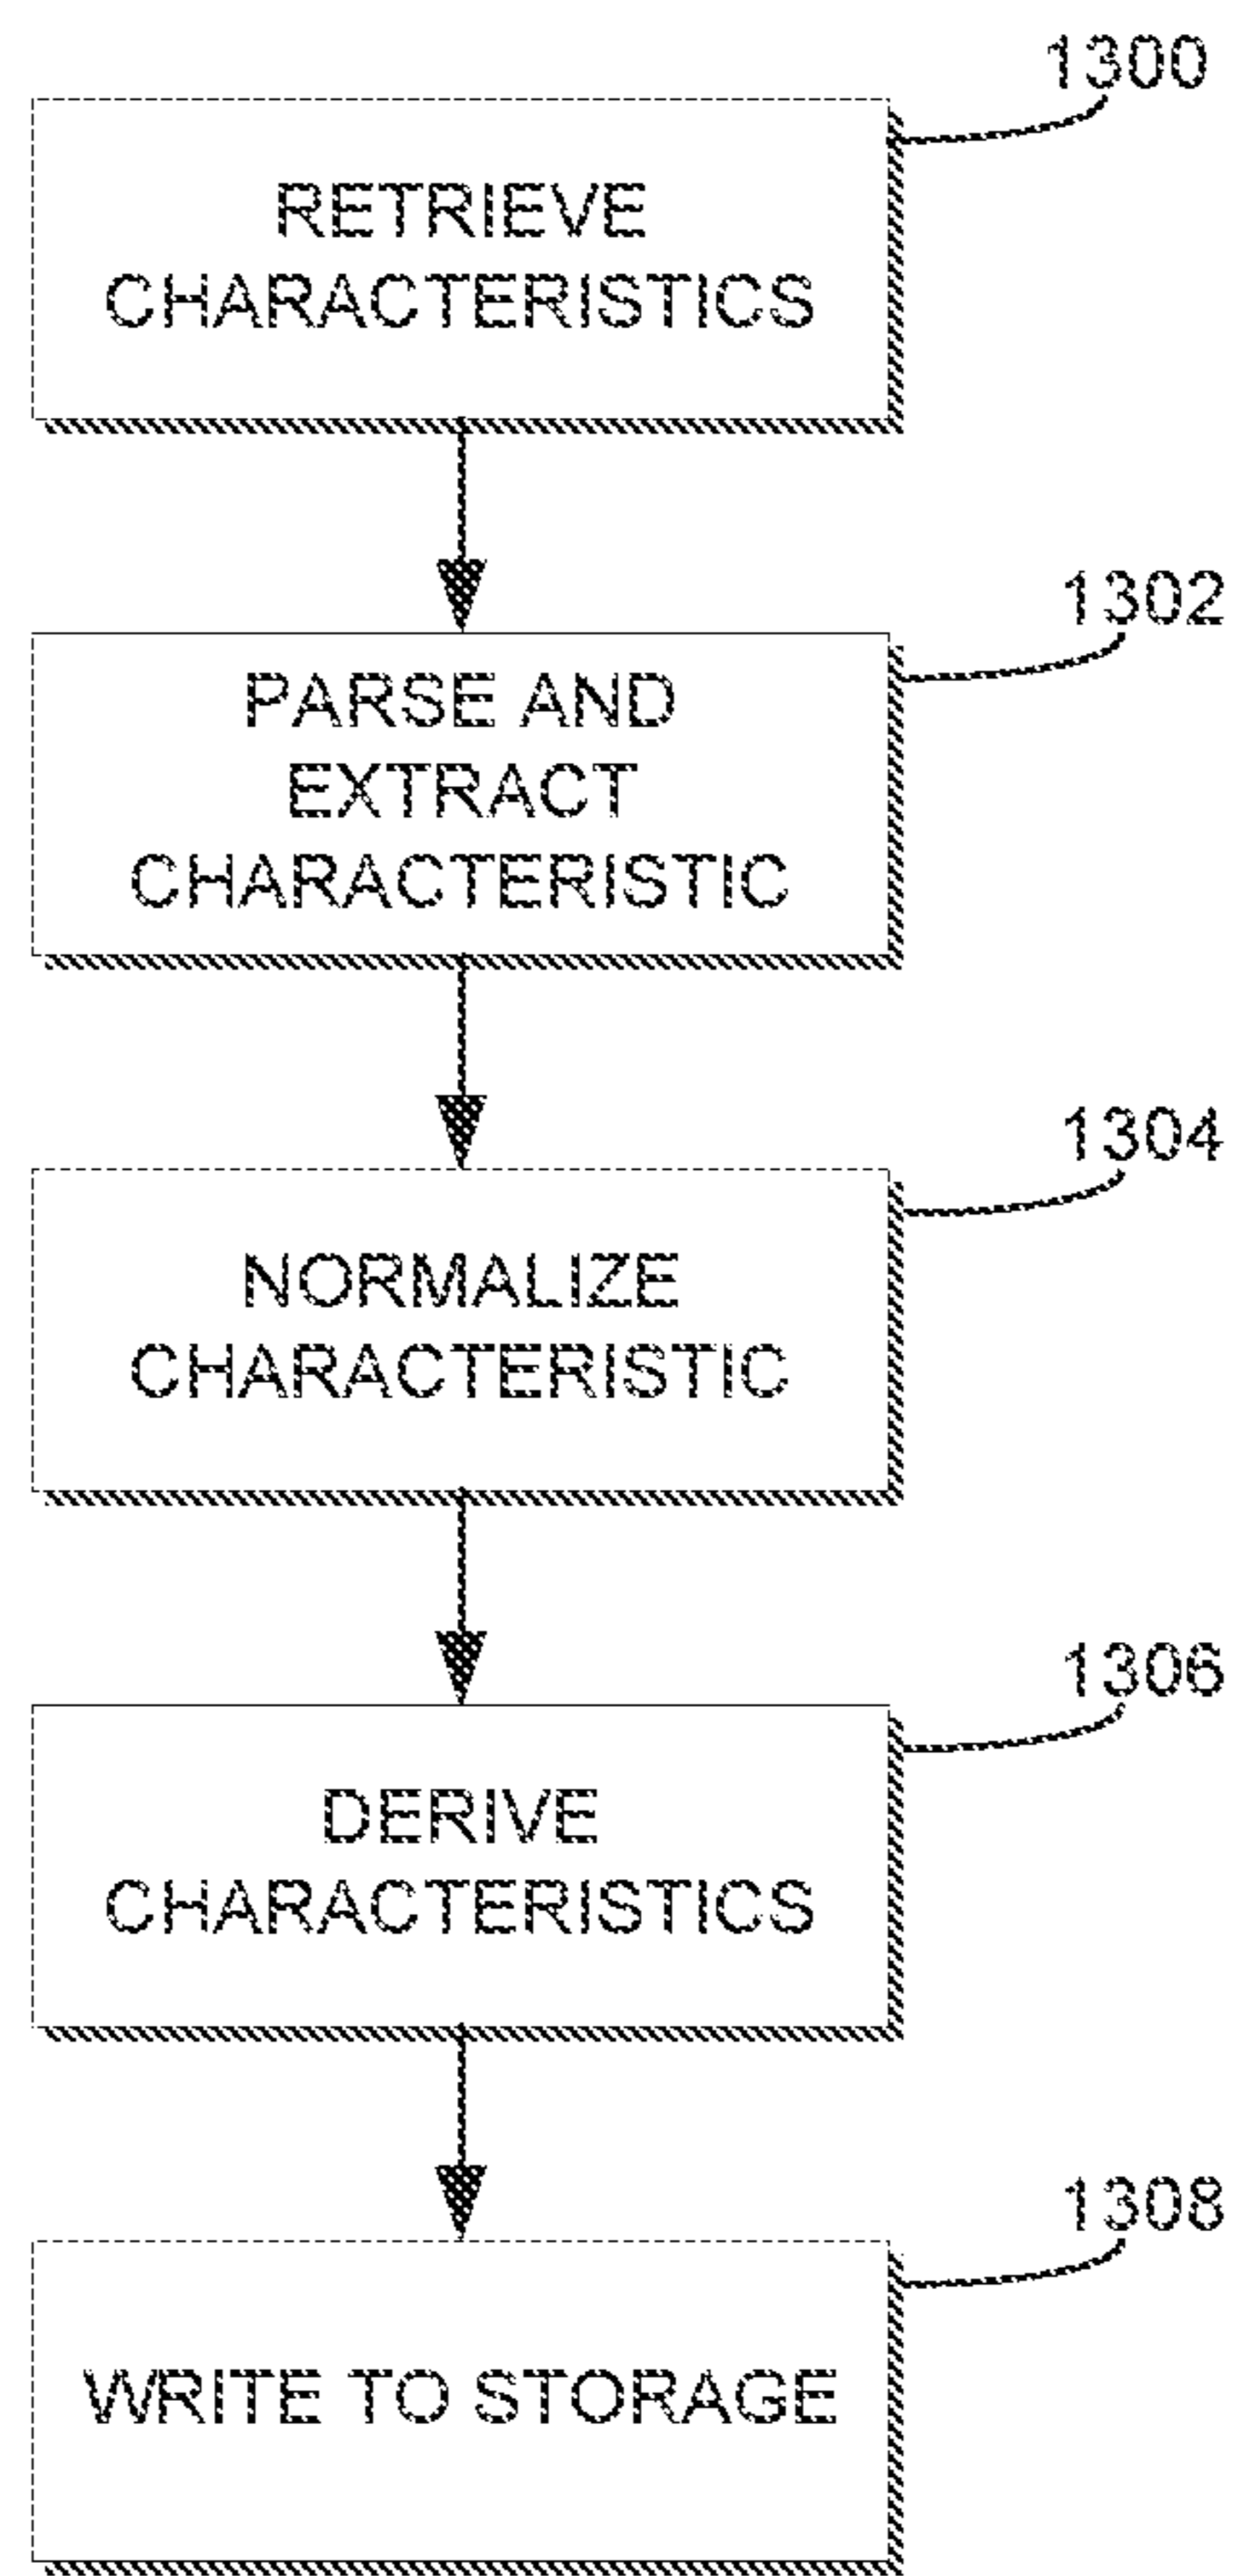 1300
RETRIEVE
CHARACTERISTICS
1302
PARSE AND
EXTRACT
CHARACTERISTIC
1304
NORMALIZE
CHARACTERISTIC
1306
DERIVE
CHARACTERISTICS
1308
WRITE TO STORAGE